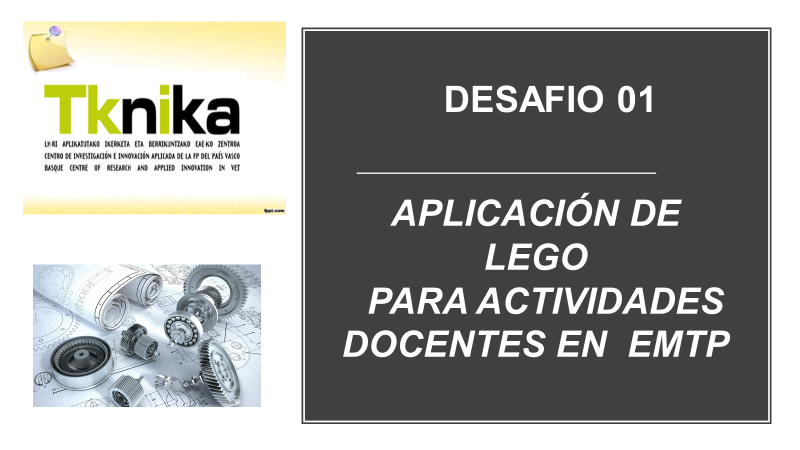 Tknika
LH-RI APLIKATUTAKO IKERKETA ETA BERRIKUNTZAKO EAE-KO ZENTROA
CENTRO DE INVESTIGACIÓN E INNOVACIÓN APLICADA DE LA FP DEL PAÍS VASCO
BASQUE CENTRE OF RESEARCH AND APPLIED INNOVATION IN VET
fppt.com
DESAFIO 01
APLICACIÓN DE
LEGO
PARA ACTIVIDADES
DOCENTES EN EMTP